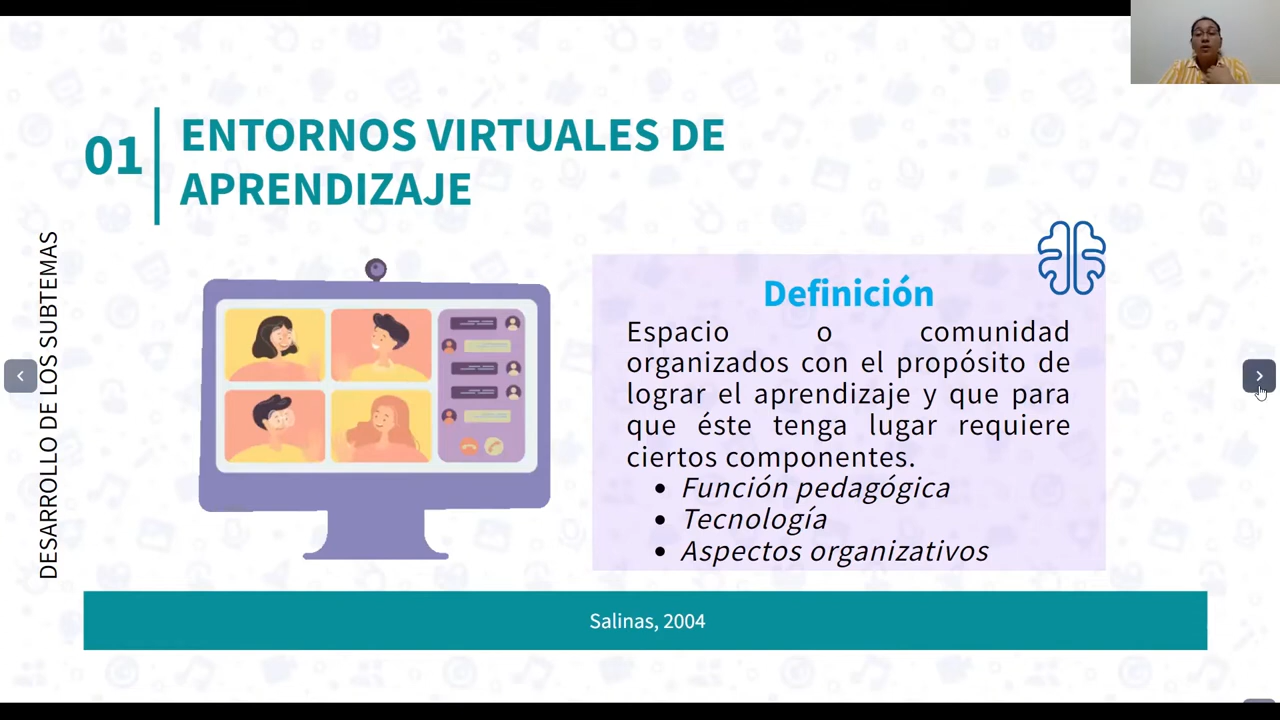 01
ENTORNOS VIRTUALES DE
APRENDIZAJE
DESARROLLO DE LOS SUBTEMAS
Definición
Espacio o comunidad
organizados con el propósito de
lograr el aprendizaje y que para
que éste tenga lugar requiere
ciertos componentes.
• Función pedagógica
• Tecnología
• Aspectos organizativos
Salinas, 2004